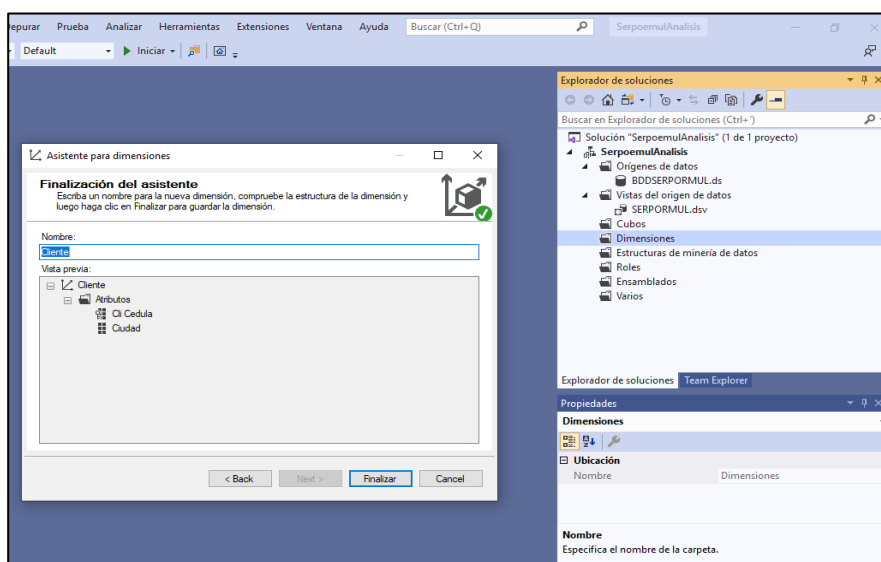 Depurar Prueba Analizar Herramientas Extensiones Ventana Ayuda Buscar (Ctrl+Q) SerpoemulAnalisis
Default Iniciar
Explorador de soluciones
Buscar en Explorador de soluciones (Ctrl+¨)
Solución "SerpoemulAnalisis" (1 de 1 proyecto)
SerpoemulAnalisis
Orígenes de datos
BDDSERPORMUL.ds
Vistas del origen de datos
SERPORMUL.dsv
Cubos
Dimensiones
Estructuras de minería de datos
Roles
Ensamblados
Varios
Explorador de soluciones Team Explorer
Asistente para dimensiones
Finalización del asistente
Escriba un nombre para la nueva dimensión, compruebe la estructura de la dimensión y
luego haga clic en Finalizar para guardar la dimensión.
Nombre:
Cliente
Vista previa:
Cliente
Atributos
Cli Cedula
Ciudad
< Back Next > Finalizar Cancel
Propiedades
Dimensiones
Ubicación
Nombre Dimensiones
Nombre
Especifica el nombre de la carpeta.